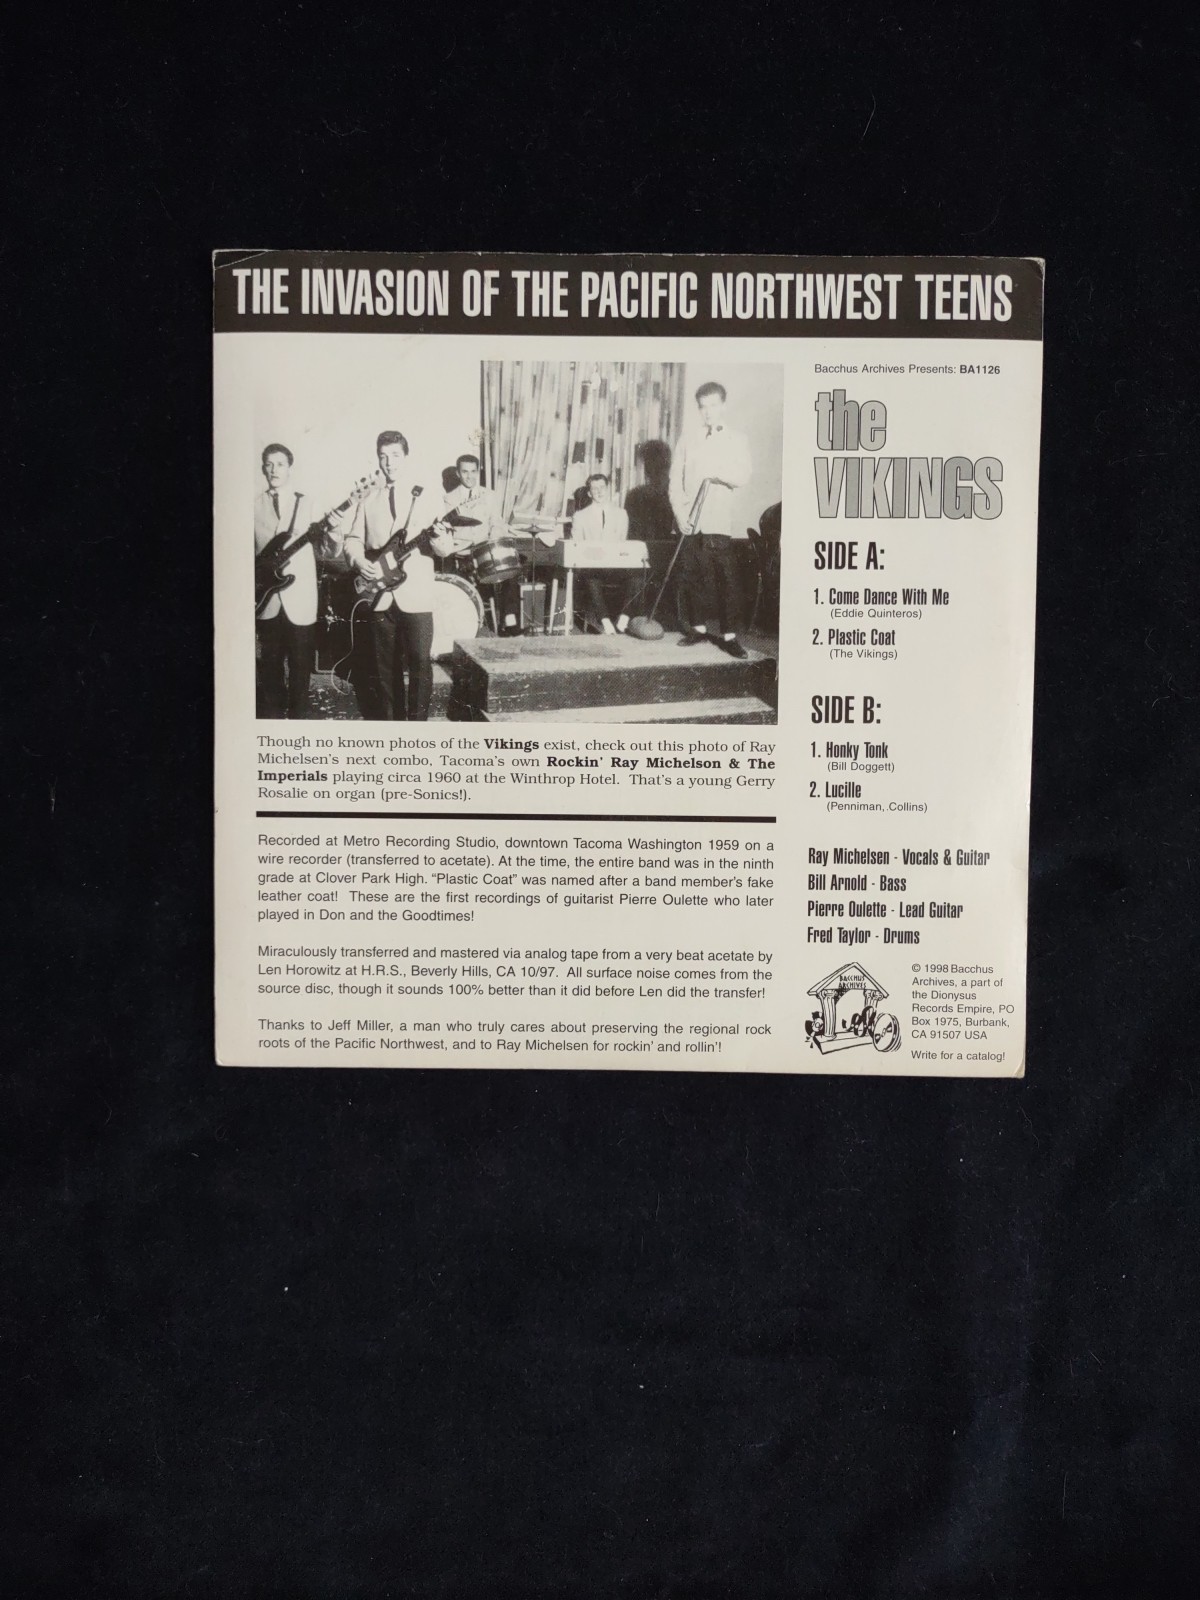 THE INVASION OF THE PACIFIC NORTHWEST TEENS
Though no known photos of the Vikings exist, check out this photo of Ray
Michelsen's next combo, Tacoma's own Rockin' Ray Michelson & The
Imperials playing circa 1960 at the Winthrop Hotel. That's a young Gerry
Rosalie on organ (pre-Sonics!).
Recorded at Metro Recording Studio, downtown Tacoma Washington 1959 on a
wire recorder (transferred to acetate). At the time, the entire band was in the ninth
grade at Clover Park High. “Plastic Coat” was named after a band member's fake
leather coat! These are the first recordings of guitarist Pierre Oulette who later
played in Don and the Goodtimes!
Miraculously transferred and mastered via analog tape from a very beat acetate by
Len Horowitz at H.R.S., Beverly Hills, CA 10/97. All surface noise comes from the
source disc, though it sounds 100% better than it did before Len did the transfer!
Thanks to Jeff Miller, a man who truly cares about preserving the regional rock
roots of the Pacific Northwest, and to Ray Michelsen for rockin' and rollin'!
Bacchus Archives Presents: BA1126
the
VIKINGS
SIDE A:
1. Come Dance With Me
(Eddie Quinteros)
2. Plastic Coat
(The Vikings)
SIDE B:
1. Honky Tonk
(Bill Doggett)
2. Lucille
(Penniman, Collins)
Ray Michelsen - Vocals & Guitar
Bill Arnold - Bass
Pierre Oulette - Lead Guitar
Fred Taylor - Drums
BACCHUS
ARCHIVES
© 1998 Bacchus
Archives, a part of
the Dionysus
Records Empire, PO
Box 1975, Burbank,
CA 91507 USA
Write for a catalog!